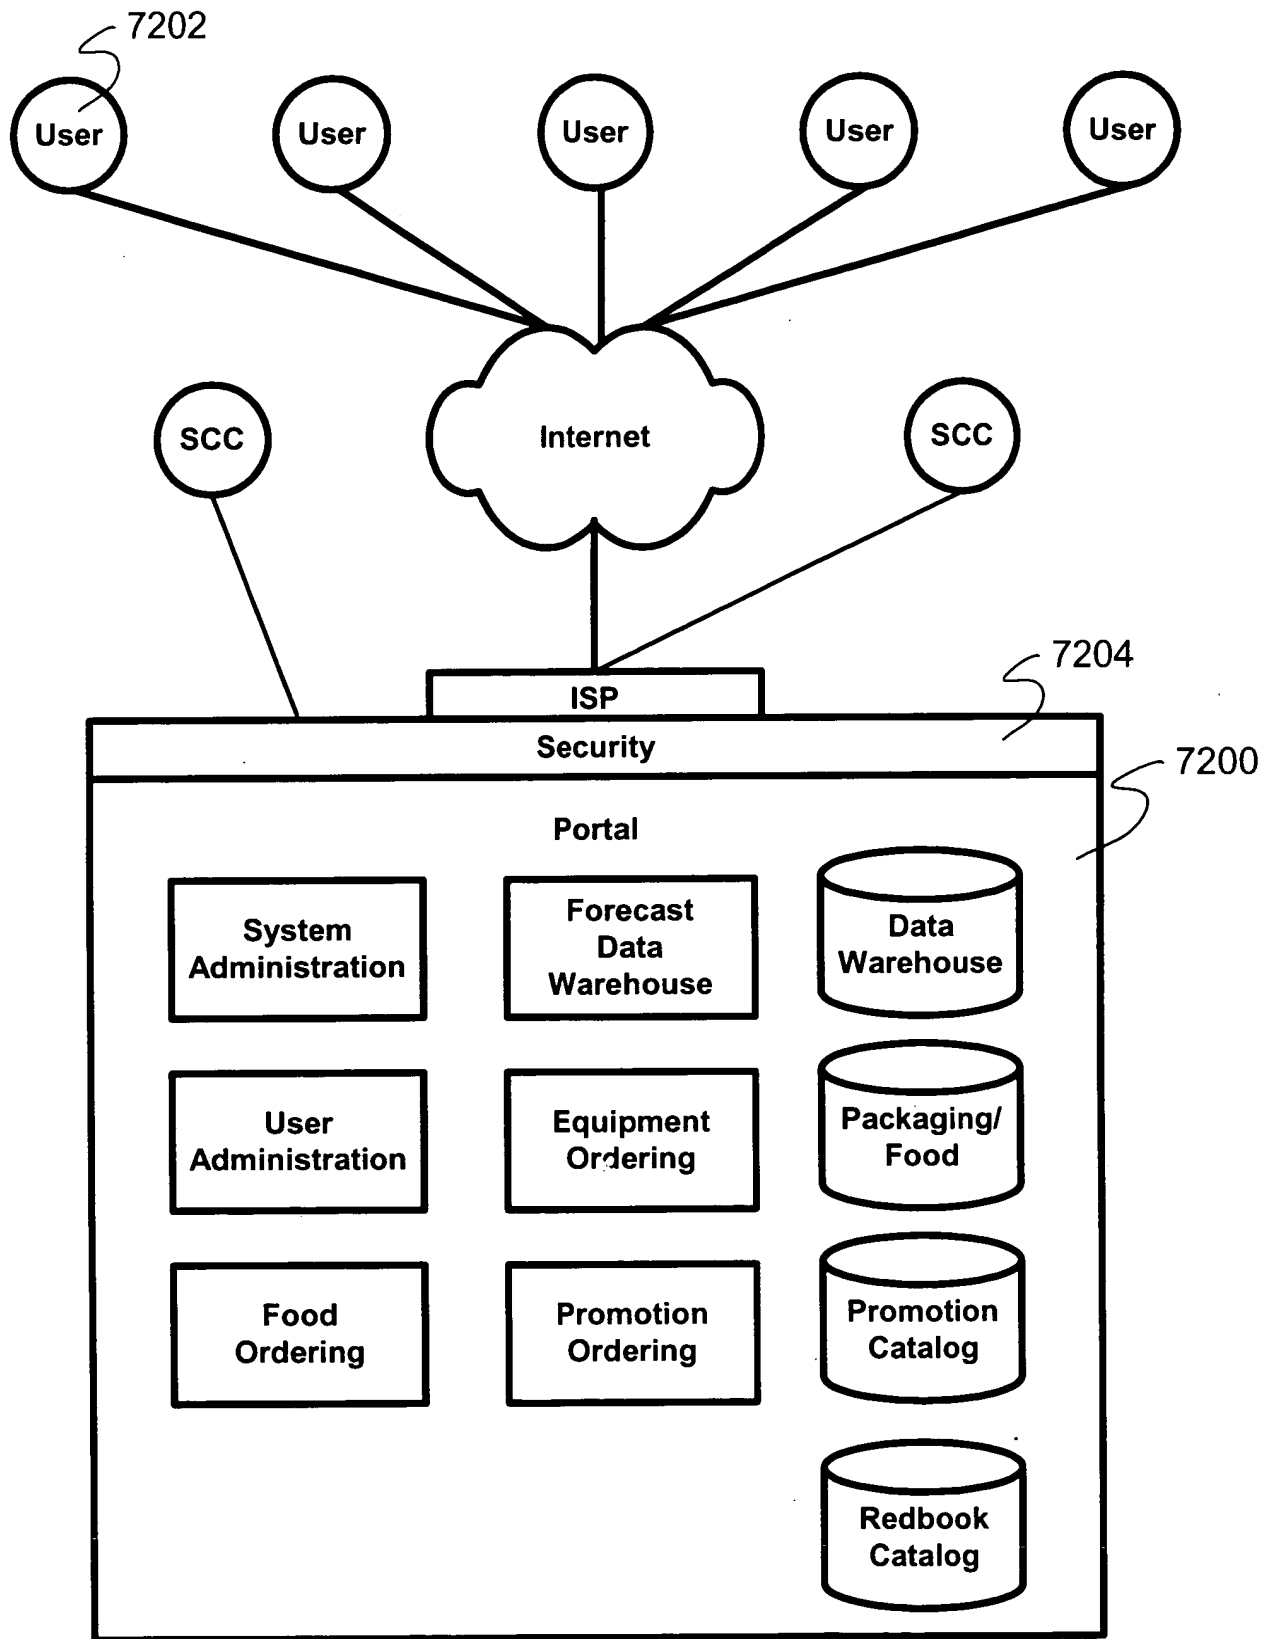 7202
User
User
User
User
User
SCC
Internet
SCC
7204
ISP
Security
7200
Portal
System
Administration
Forecast
Data
Warehouse
Data
Warehouse
User
Administration
Equipment
Ordering
Packaging/
Food
Food
Ordering
Promotion
Ordering
Promotion
Catalog
Redbook
Catalog